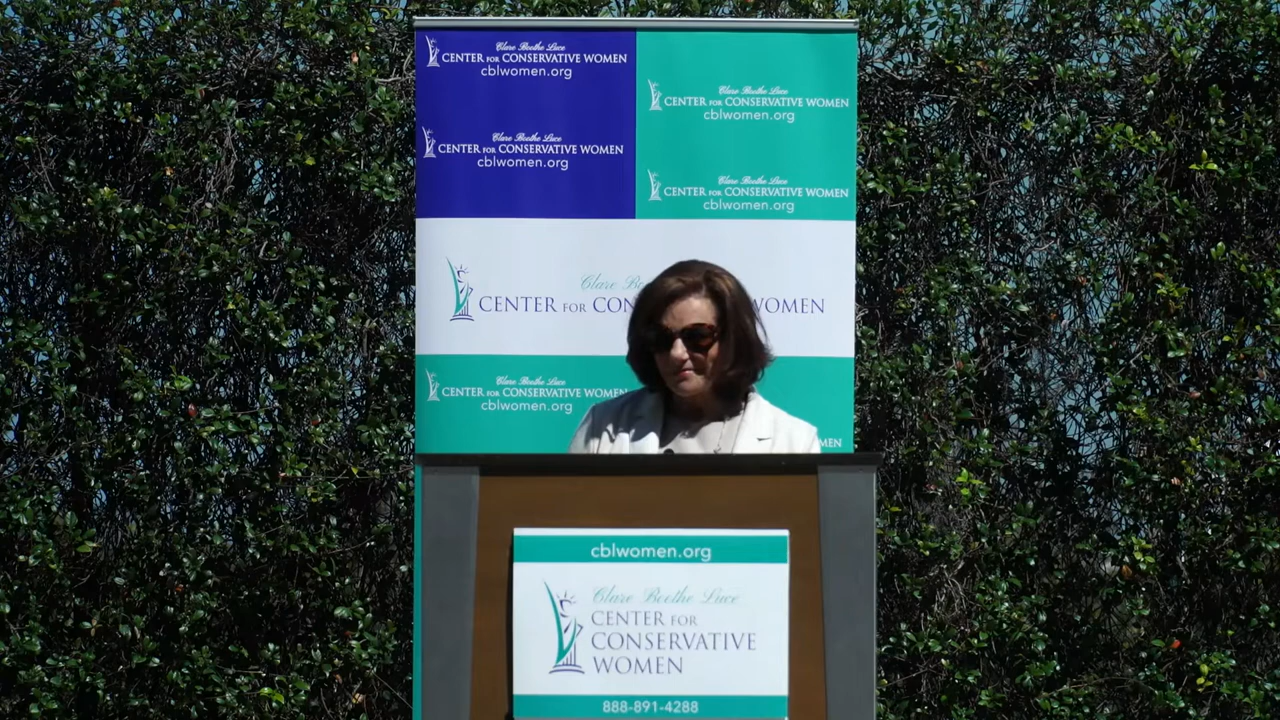 Clare Boothe Luce
CENTER FOR CONSERVATIVE WOMEN
cblwomen.org
Clare Boothe Luce
CENTER FOR CONSERVATIVE WOMEN
cblwomen.org
Clare Boothe Luce
CENTER FOR CONSERVATIVE WOMEN
cblwomen.org
Clare Boothe Luce
CENTER FOR CONSERVATIVE WOMEN
cblwomen.org
Clare Bo
CENTER FOR CON WOMEN
Clare Boothe Luce
CENTER FOR CONSERVATIVE WOMEN
cblwomen.org
MEN
cblwomen.org
Clare Boothe Luce
CENTER FOR
CONSERVATIVE
WOMEN
888-891-4288